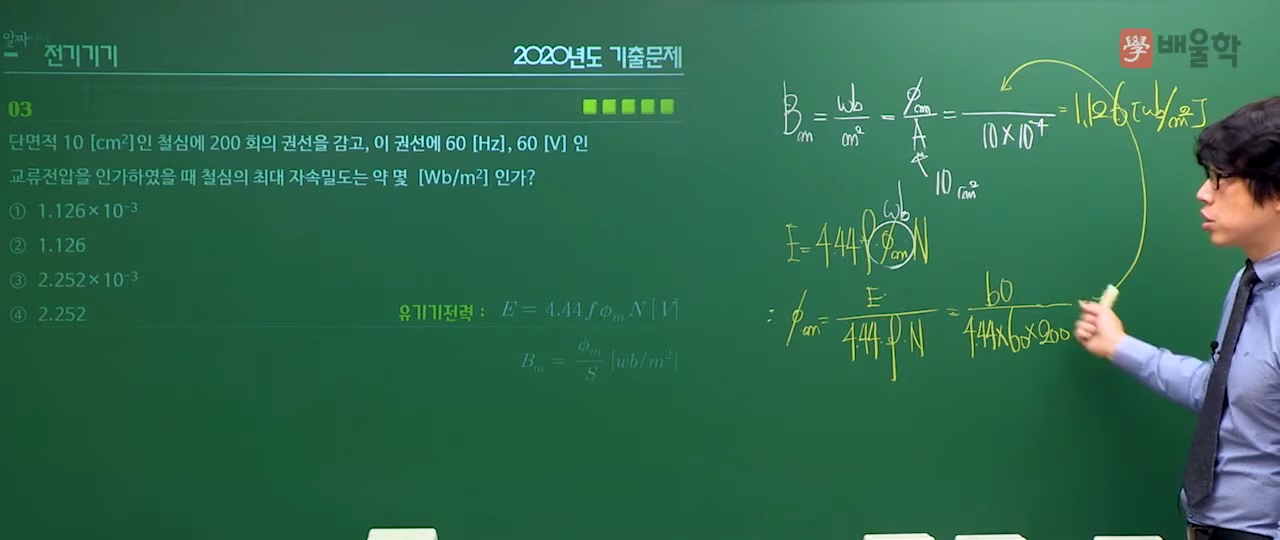 알짜
전기기기
2020년도 기출문제
03
단면적 10 [cm²]인 철심에 200 회의 권선을 감고, 이 권선에 60 [Hz], 60 [V] 인
교류전압을 인가하였을 때 철심의 최대 자속밀도는 약 몇 [Wb/m²] 인가?
① 1.126×10⁻³
② 1.126
③ 2.252×10⁻³
④ 2.252
유기기전력 : E = 4.44 f ϕₘ N [V]
Bₘ = ϕₘ/S [wb/m²]
學 배울학
Bₘ = wb/m² = ϕₘ/A = /10×10⁻⁴ = 1.126 [wb/m²]
10 cm²
wb
E = 4.44·f·ϕₘ·N
∴ ϕₘ = E/4.44·f·N = 60/4.44×60×200